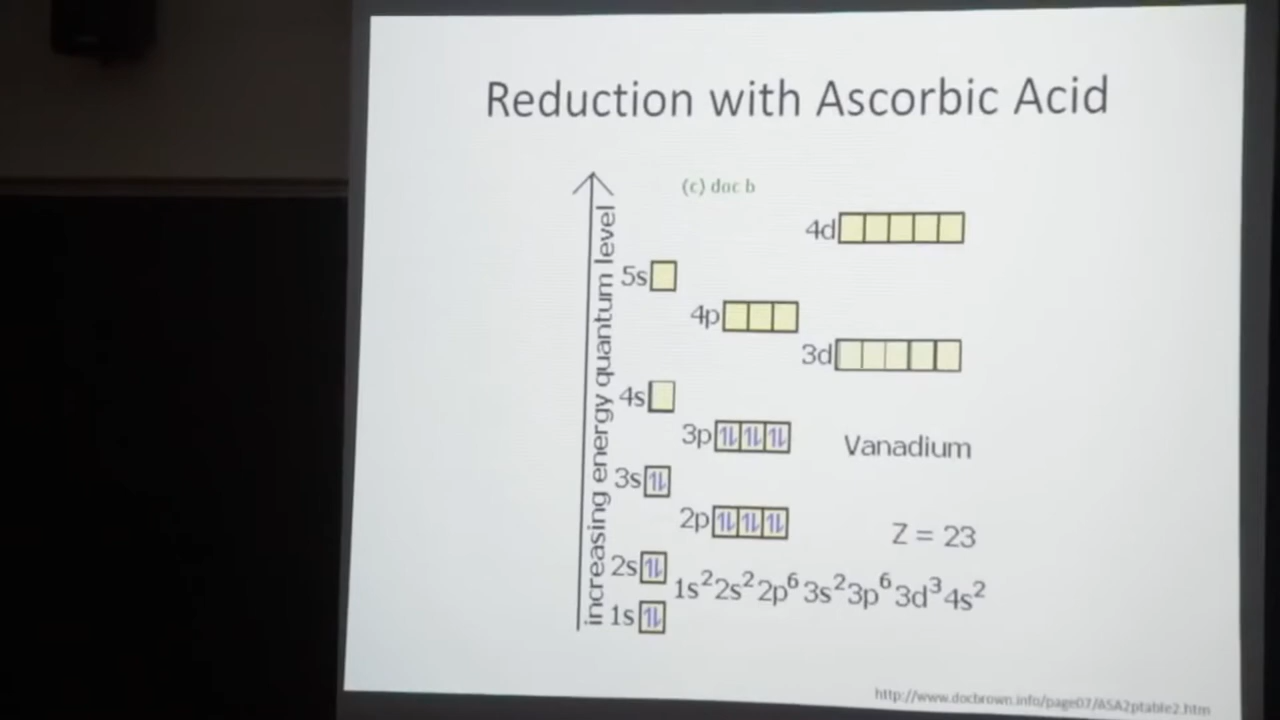 Reduction with Ascorbic Acid
(c) doc b
increasing energy quantum level
4d
5s
4p
3d
4s
3p
Vanadium
3s
2p
Z = 23
2s
1s²2s²2p⁶3s²3p⁶3d³4s²
1s
http://www.docbrown.info/page07/ASA2ptable2.htm